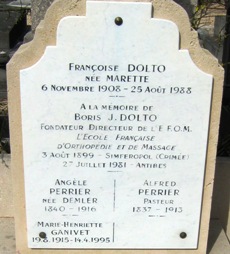 FRANÇOISE DOLTO
NÉE MARETTE
6 NOVEMBRE 1908 - 25 AOÛT 1988
A LA MÉMOIRE DE
BORIS J. DOLTO
FONDATEUR DIRECTEUR DE L'E.F.O.M.
L'ECOLE FRANÇAISE
D'ORTHOPÉDIE ET DE MASSAGE
3 AOÛT 1899 - SIMFEROPOL (CRIMÉE)
27 JUILLET 1981 - ANTIBES
ANGÈLE
PERRIER
NÉE DEMLER
1840 - 1916
ALFRED
PERRIER
PASTEUR
1837 - 1913
MARIE-HENRIETTE
GANIVET
1915-14.4.1995